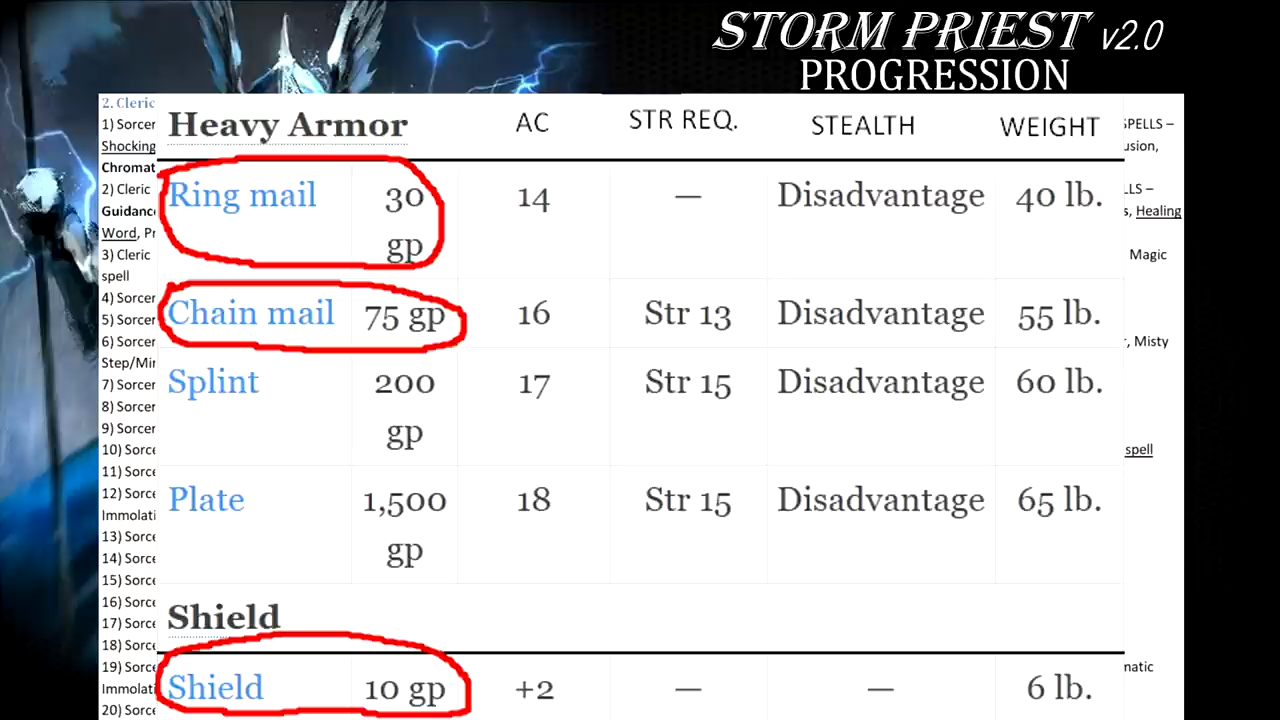 STORM PRIEST v2.0
PROGRESSION
2. Cleric
1) Sorcer
Shocking
Chromat
2) Cleric
Guidance
Word, Pr
3) Cleric
spell
4) Sorcer
5) Sorcer
6) Sorcer
Step/Mir
7) Sorcer
8) Sorcer
9) Sorcer
10) Sorce
11) Sorce
12) Sorce
Immolati
13) Sorce
14) Sorce
15) Sorce
16) Sorce
17) Sorce
18) Sorce
19) Sorce
Immolati
20) Sorce
Heavy Armor AC STR REQ. STEALTH WEIGHT
Ring mail 30 gp 14 — Disadvantage 40 lb.
Chain mail 75 gp 16 Str 13 Disadvantage 55 lb.
Splint 200 gp 17 Str 15 Disadvantage 60 lb.
Plate 1,500 gp 18 Str 15 Disadvantage 65 lb.
Shield
Shield 10 gp +2 — — 6 lb.
SPELLS –
usion,
LLS –
s, Healing
Magic
r, Misty
spell
matic